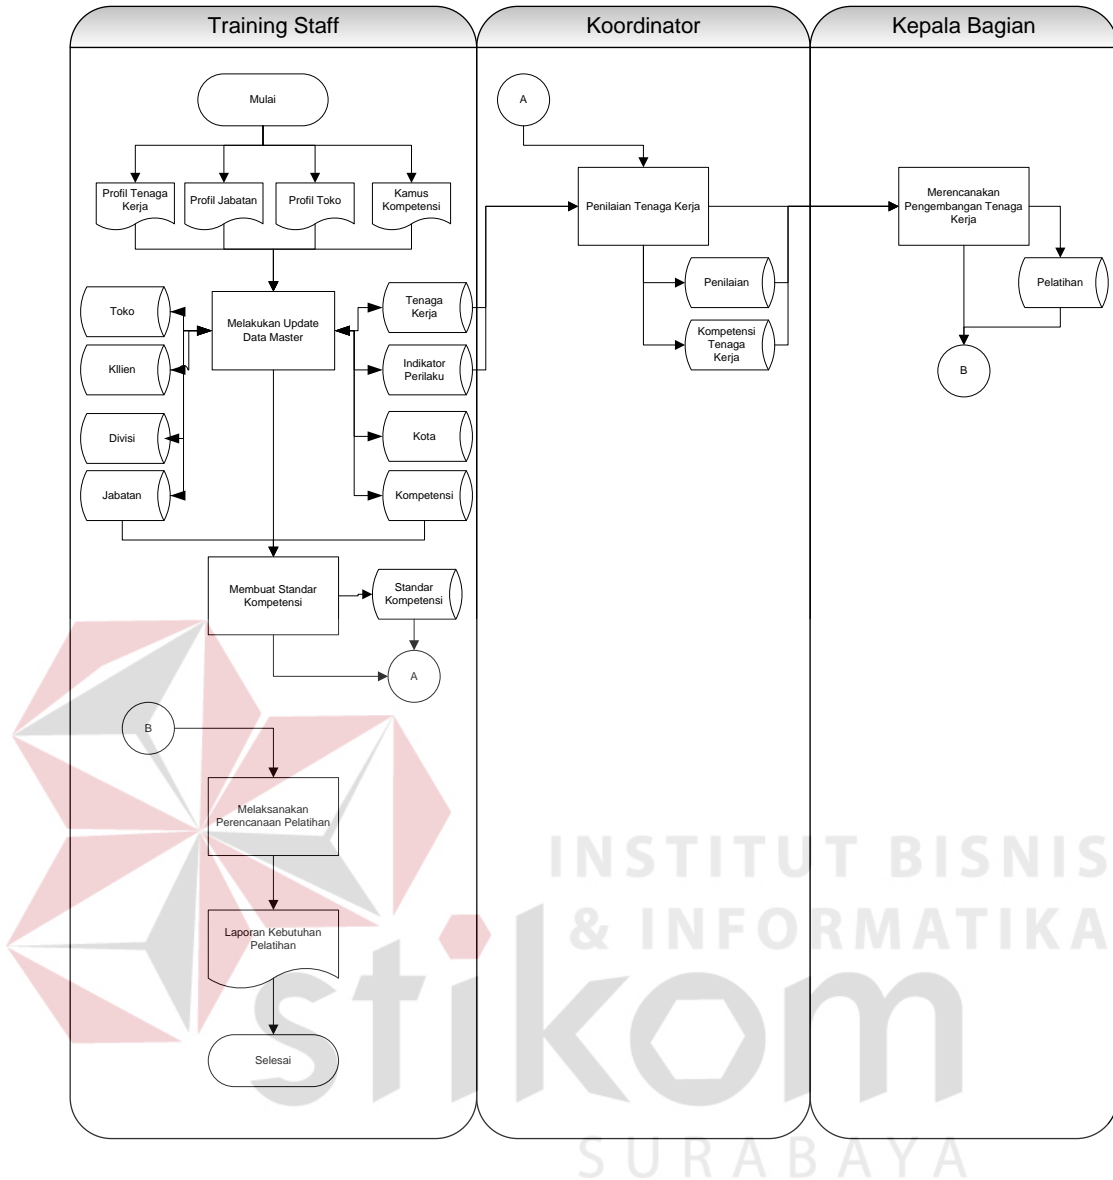 Training Staff
Koordinator
Kepala Bagian
Mulai
A
Profil Tenaga
Kerja
Profil Jabatan
Profil Toko
Kamus
Kompetensi
Penilaian Tenaga Kerja
Merencanakan
Pengembangan Tenaga
Kerja
Toko
Melakukan Update
Data Master
Tenaga
Kerja
Penilaian
Pelatihan
Kllien
Indikator
Perilaku
Kompetensi
Tenaga
Kerja
B
Divisi
Kota
Jabatan
Kompetensi
Membuat Standar
Kompetensi
Standar
Kompetensi
A
B
Melaksanakan
Perencanaan Pelatihan
Laporan Kebutuhan
Pelatihan
Selesai
INSTITUT BISNIS
& INFORMATIKA
stikom
SURABAYA